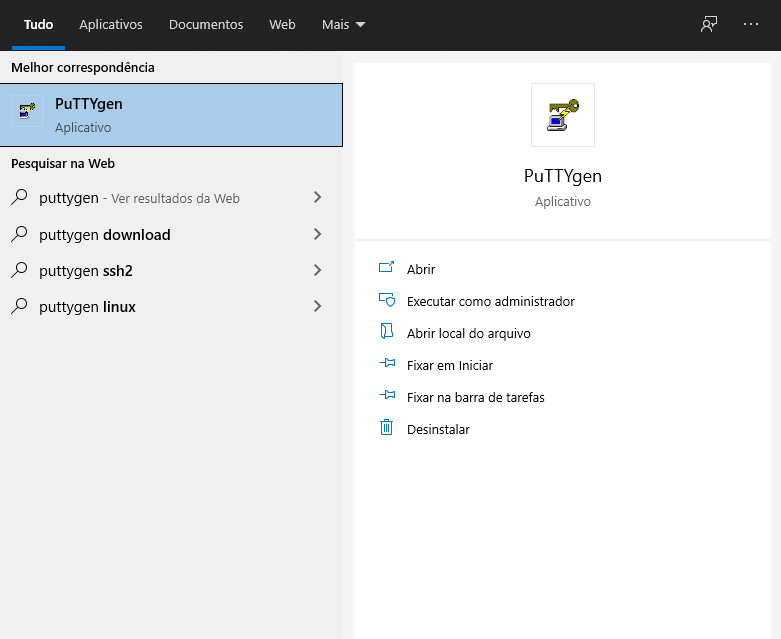 Tudo Aplicativos Documentos Web Mais
Melhor correspondência
PuTTYgen
Aplicativo
Pesquisar na Web
puttygen - Ver resultados da Web
puttygen download
puttygen ssh2
puttygen linux
PuTTYgen
Aplicativo
Abrir
Executar como administrador
Abrir local do arquivo
Fixar em Iniciar
Fixar na barra de tarefas
Desinstalar